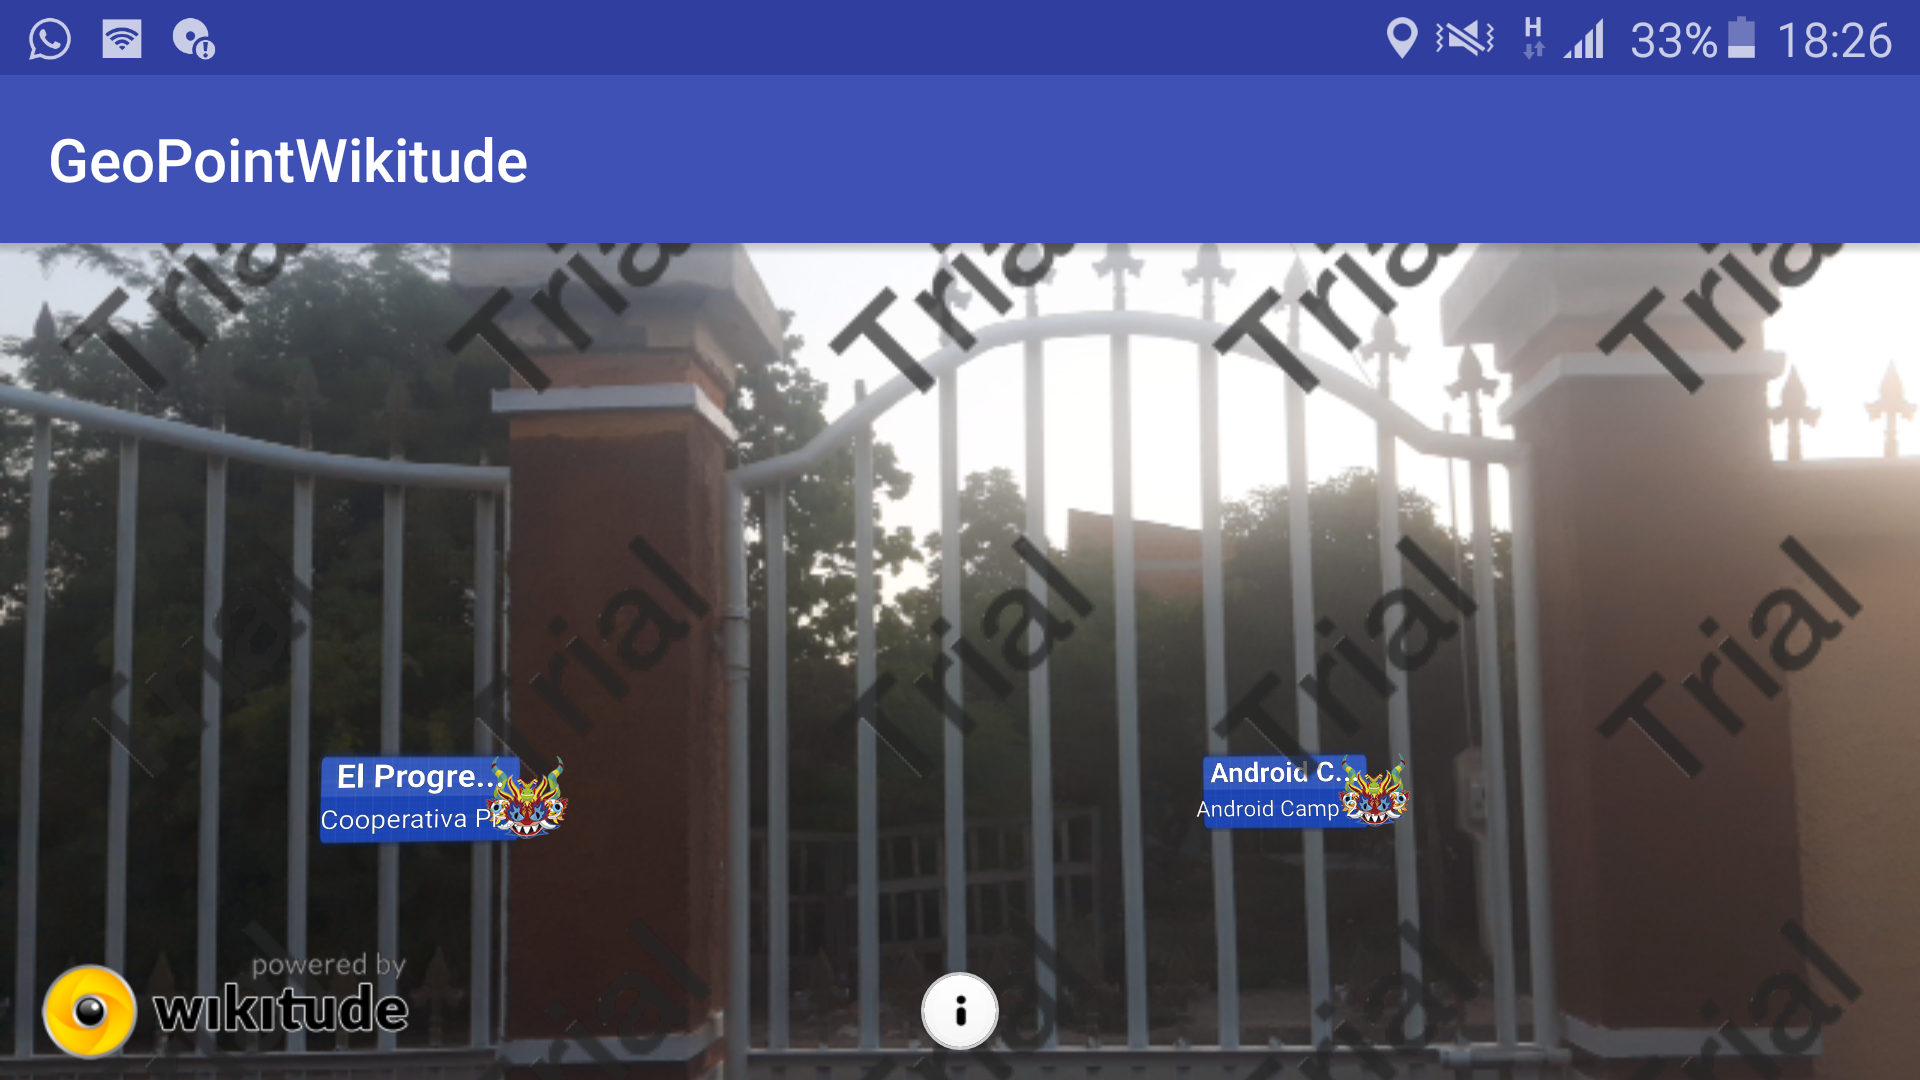 H 33% 18:26
GeoPointWikitude
Trial Trial Trial Trial Trial
Trial Trial Trial Trial Trial
El Progre...
Cooperativa
Android C...
Android Camp
powered by
wikitude